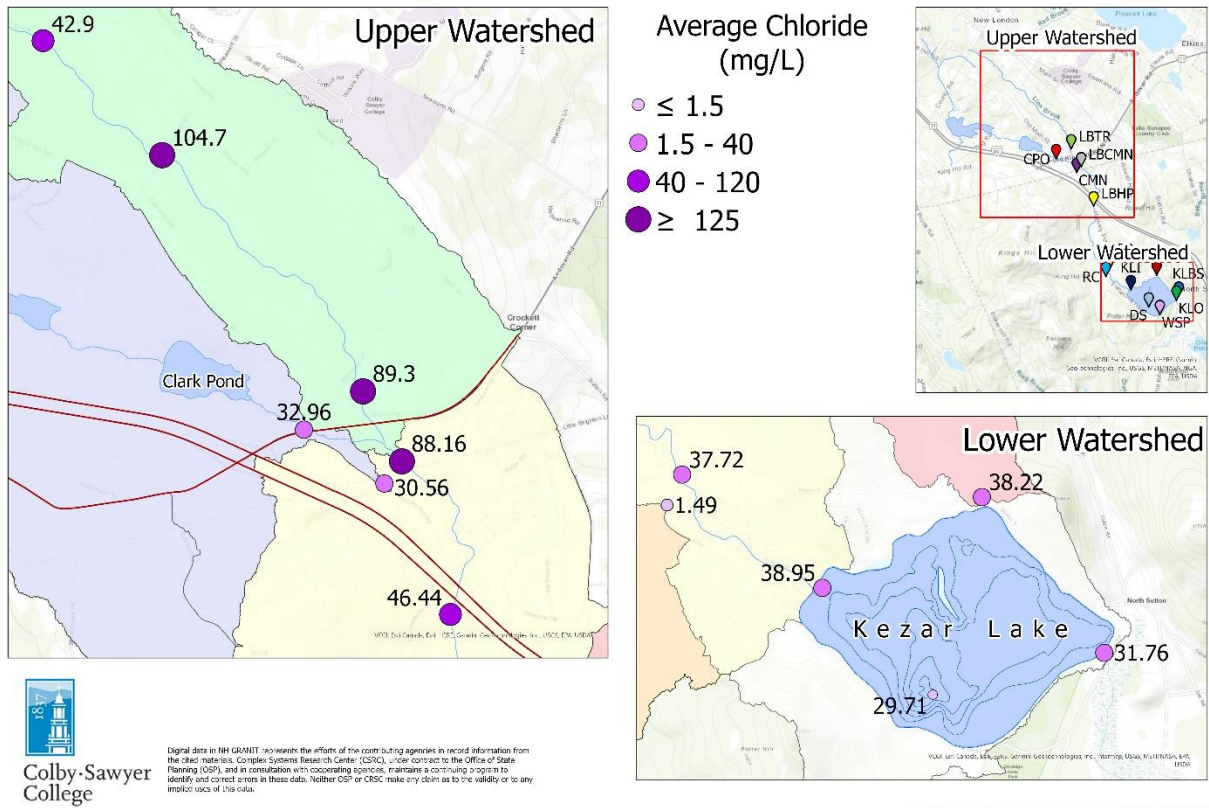 Upper Watershed
42.9
104.7
Colby
Sawyer
College
Crockett
Corner
Clark Pond
89.3
32.96
88.16
30.56
46.44
Average Chloride
(mg/L)
≤ 1.5
1.5 - 40
40 - 120
≥ 125
New London
Pleasant Lake
Elkins
Upper Watershed
LBTR
CPO
LBCMN
CMN
LBHP
Lower Watershed
RC
KLI
KLBS
KLO
DS
WSP
Lower Watershed
37.72
38.22
1.49
38.95
North Sutton
Kezar Lake
31.76
29.71
1837
Colby·Sawyer
College
Digital data in NH GRANIT represents the efforts of the contributing agencies in record information from
the cited materials. Complex Systems Research Center (CSRC), under contract to the Office of State
Planning (OSP), and in consultation with cooperating agencies, maintains a continuing program to
identify and correct errors in these data. Neither OSP or CRSC make any claim as to the validity or to any
implied uses of this data.